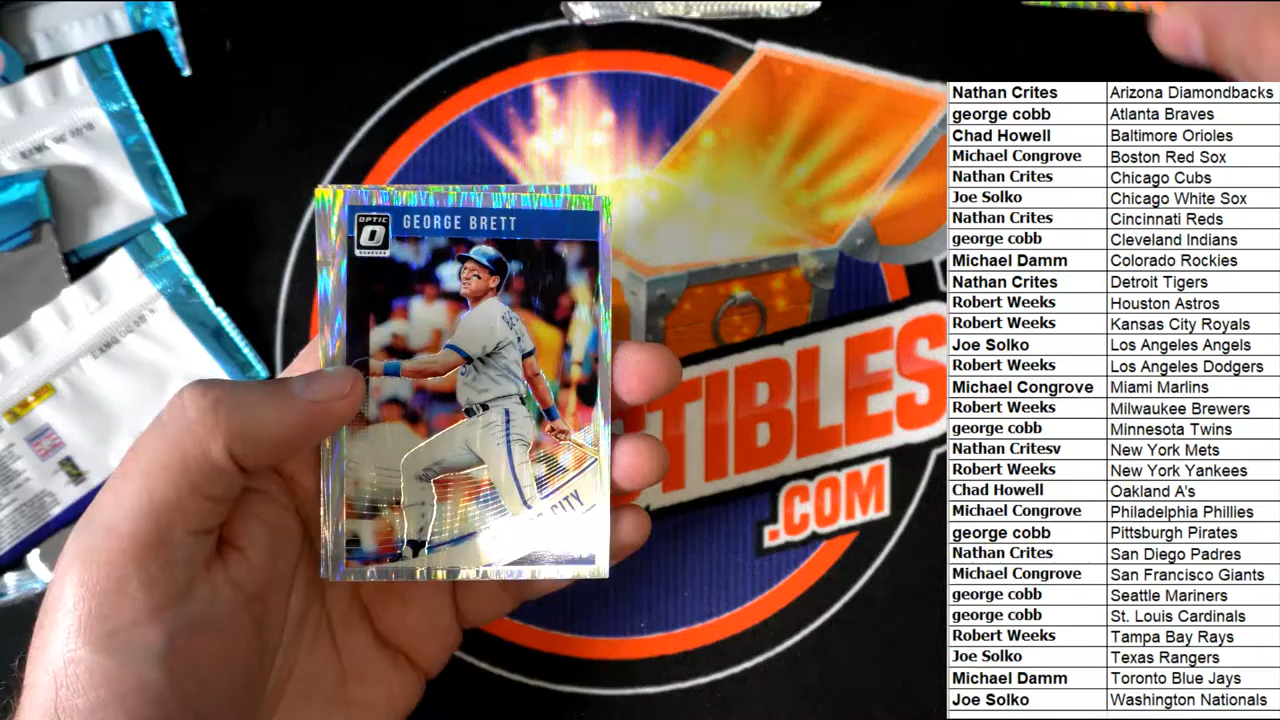 OPTIC
DONRUSS
GEORGE BRETT
CITY
TIBLES
.COM
Nathan Crites Arizona Diamondbacks
george cobb Atlanta Braves
Chad Howell Baltimore Orioles
Michael Congrove Boston Red Sox
Nathan Crites Chicago Cubs
Joe Solko Chicago White Sox
Nathan Crites Cincinnati Reds
george cobb Cleveland Indians
Michael Damm Colorado Rockies
Nathan Crites Detroit Tigers
Robert Weeks Houston Astros
Robert Weeks Kansas City Royals
Joe Solko Los Angeles Angels
Robert Weeks Los Angeles Dodgers
Michael Congrove Miami Marlins
Robert Weeks Milwaukee Brewers
george cobb Minnesota Twins
Nathan Critesv New York Mets
Robert Weeks New York Yankees
Chad Howell Oakland A's
Michael Congrove Philadelphia Phillies
george cobb Pittsburgh Pirates
Nathan Crites San Diego Padres
Michael Congrove San Francisco Giants
george cobb Seattle Mariners
george cobb St. Louis Cardinals
Robert Weeks Tampa Bay Rays
Joe Solko Texas Rangers
Michael Damm Toronto Blue Jays
Joe Solko Washington Nationals